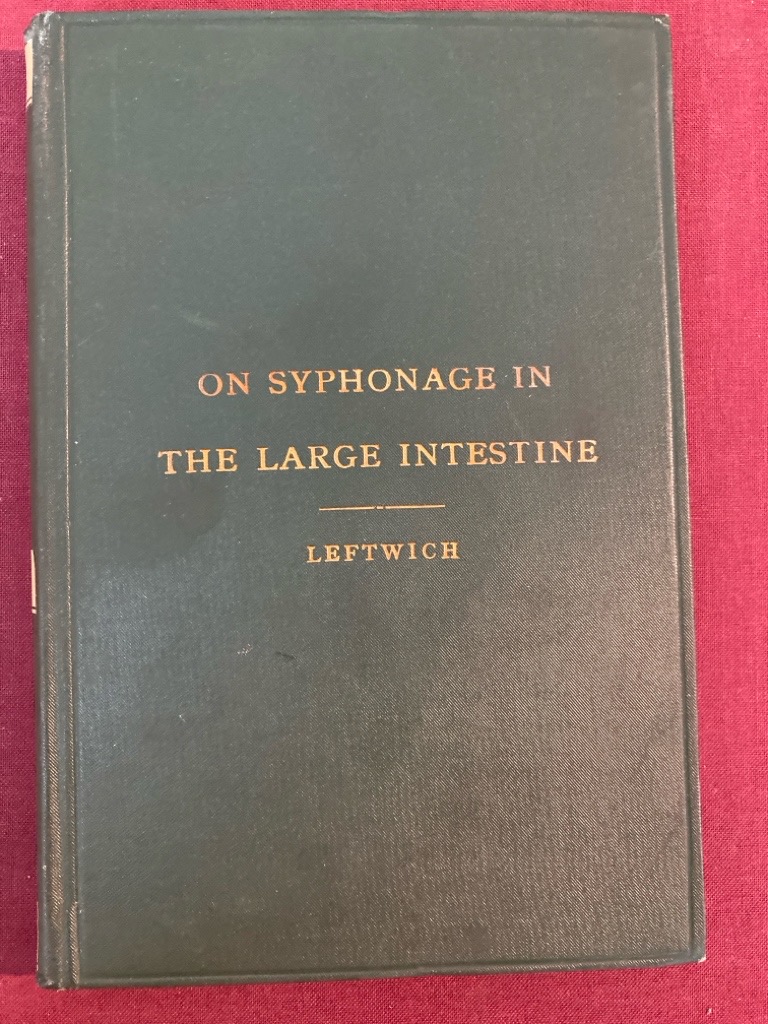 ON SYPHONAGE IN
THE LARGE INTESTINE
LEFTWICH